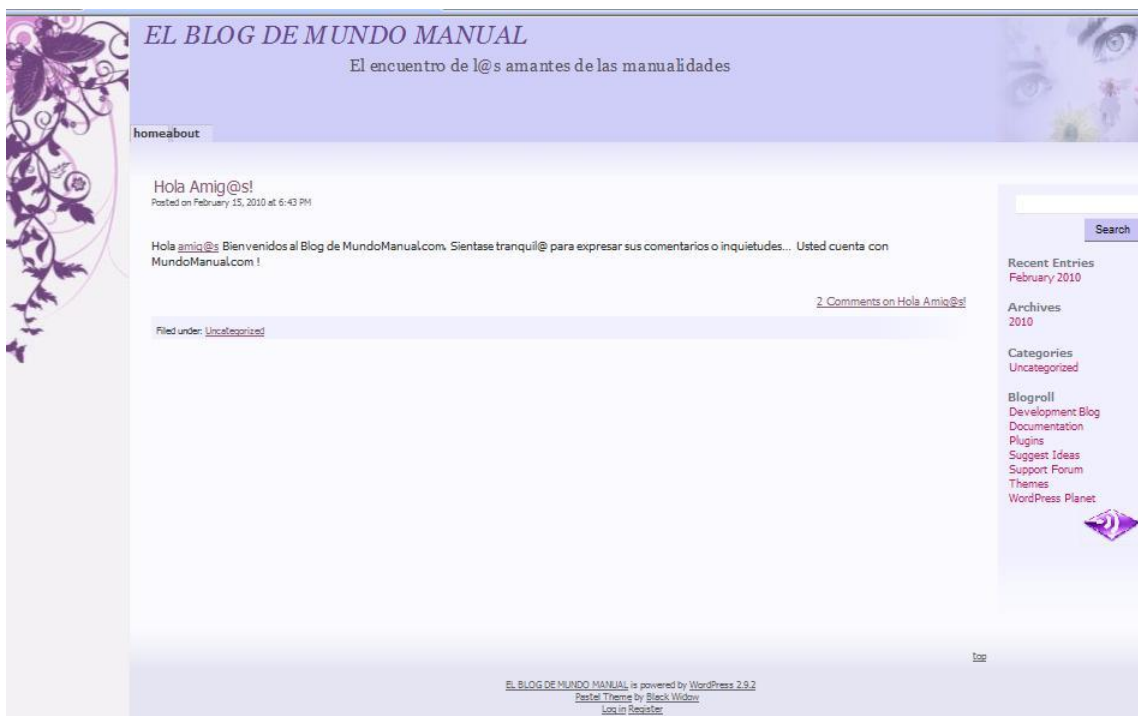 EL BLOG DE MUNDO MANUAL
El encuentro de l@s amantes de las manualidades
homeabout
Hola Amig@s!
Posted on February 15, 2010 at 6:43 PM
Hola amig@s Bienvenidos al Blog de MundoManual.com. Sientase tranquil@ para expresar sus comentarios o inquietudes... Usted cuenta con
MundoManual.com !
2 Comments on Hola Amig@s!
Filed under: Uncategorized
Search
Recent Entries
February 2010
Archives
2010
Categories
Uncategorized
Blogroll
Development Blog
Documentation
Plugins
Suggest Ideas
Support Forum
Themes
WordPress Planet
top
EL BLOG DE MUNDO MANUAL is powered by WordPress 2.9.2
Pastel Theme by Black Widow
Log in Register